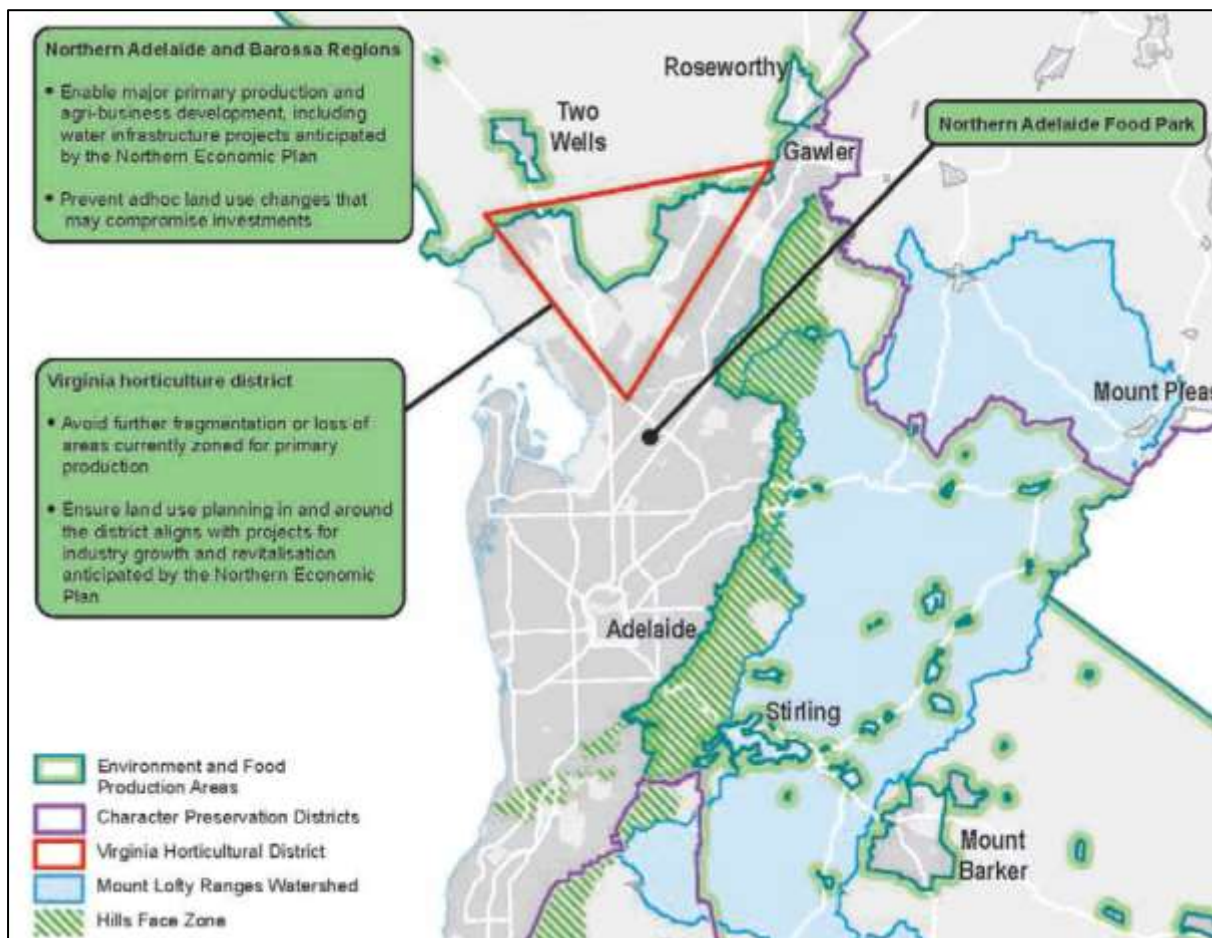 Northern Adelaide and Barossa Regions
• Enable major primary production and
agri-business development, including
water infrastructure projects anticipated
by the Northern Economic Plan
• Prevent adhoc land use changes that
may compromise investments
Roseworthy
Two
Wells
Gawler
Northern Adelaide Food Park
Virginia horticulture district
• Avoid further fragmentation or loss of
areas currently zoned for primary
production
• Ensure land use planning in and around
the district aligns with projects for
industry growth and revitalisation
anticipated by the Northern Economic
Plan
Mount Pleas
Adelaide
Stirling
Mount
Barker
Environment and Food
Production Areas
Character Preservation Districts
Virginia Horticultural District
Mount Lofty Ranges Watershed
Hills Face Zone